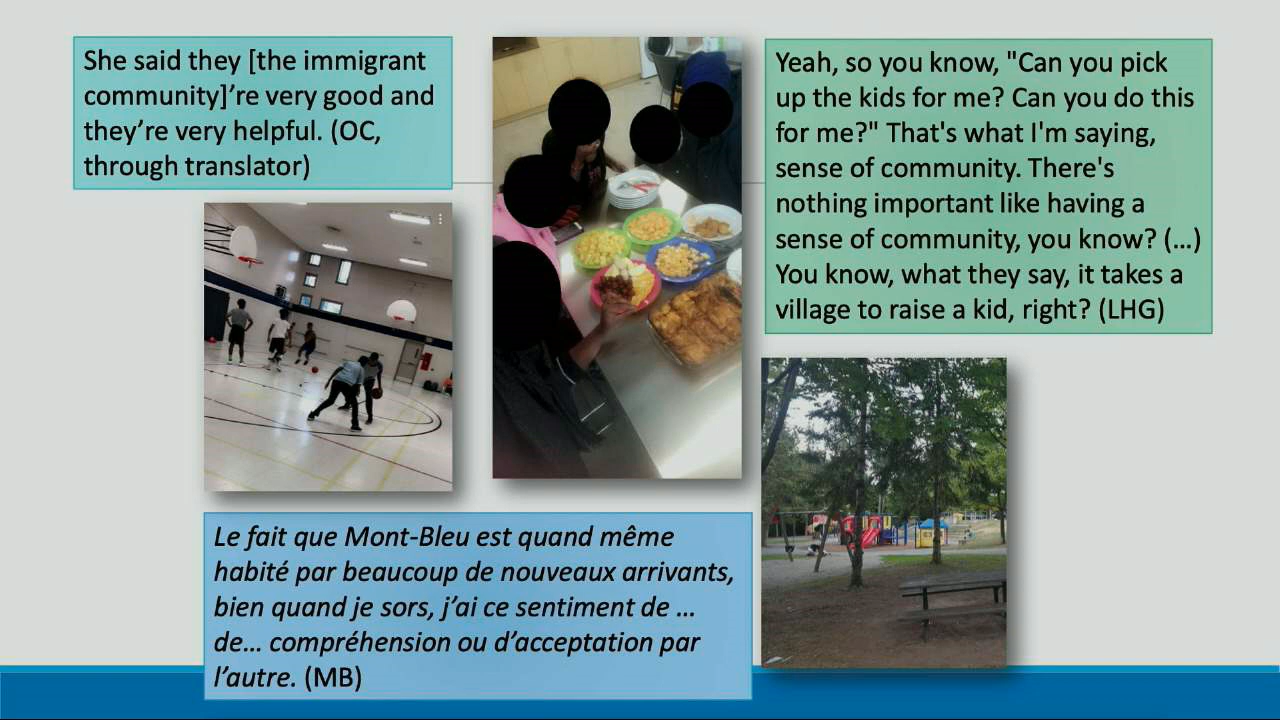 She said they [the immigrant
community]’re very good and
they’re very helpful. (OC,
through translator)
Yeah, so you know, "Can you pick
up the kids for me? Can you do this
for me?" That's what I'm saying,
sense of community. There's
nothing important like having a
sense of community, you know? (…)
You know, what they say, it takes a
village to raise a kid, right? (LHG)
Le fait que Mont-Bleu est quand même
habité par beaucoup de nouveaux arrivants,
bien quand je sors, j’ai ce sentiment de …
de… compréhension ou d’acceptation par
l’autre. (MB)